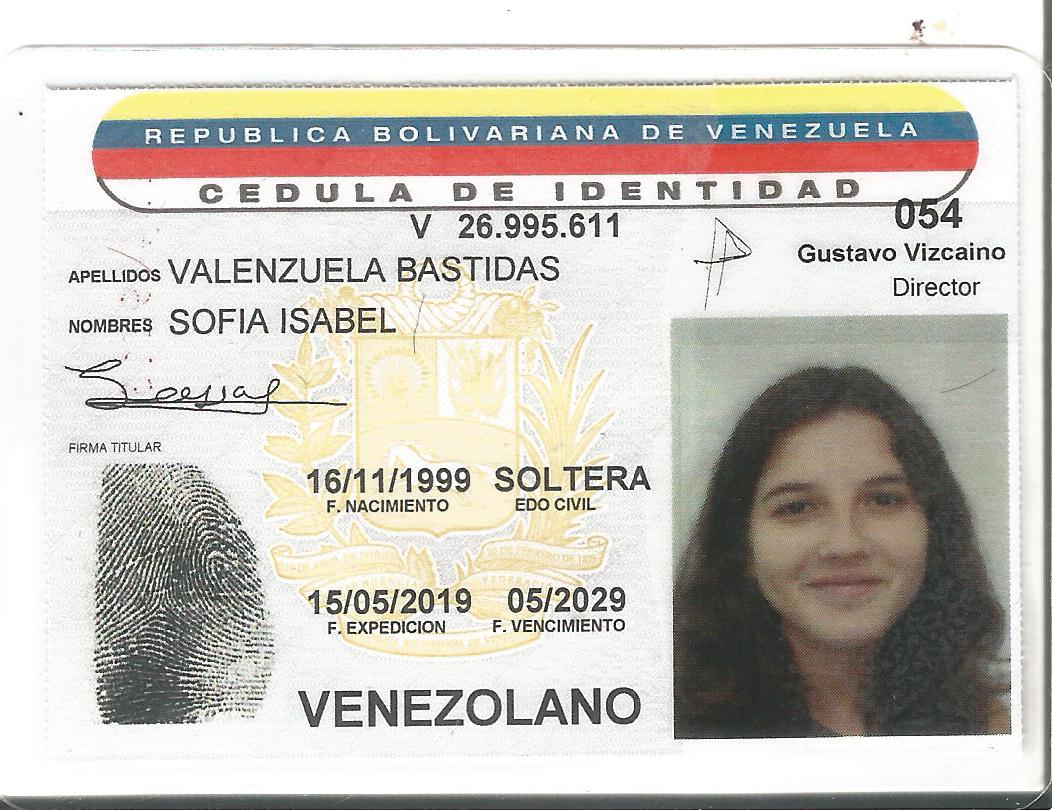 REPUBLICA BOLIVARIANA DE VENEZUELA
CEDULA DE IDENTIDAD
V 26.995.611
054
Gustavo Vizcaino
Director
APELLIDOS VALENZUELA BASTIDAS
NOMBRES SOFIA ISABEL
FIRMA TITULAR
16/11/1999 SOLTERA
F. NACIMIENTO EDO CIVIL
15/05/2019 05/2029
F. EXPEDICION F. VENCIMIENTO
VENEZOLANO